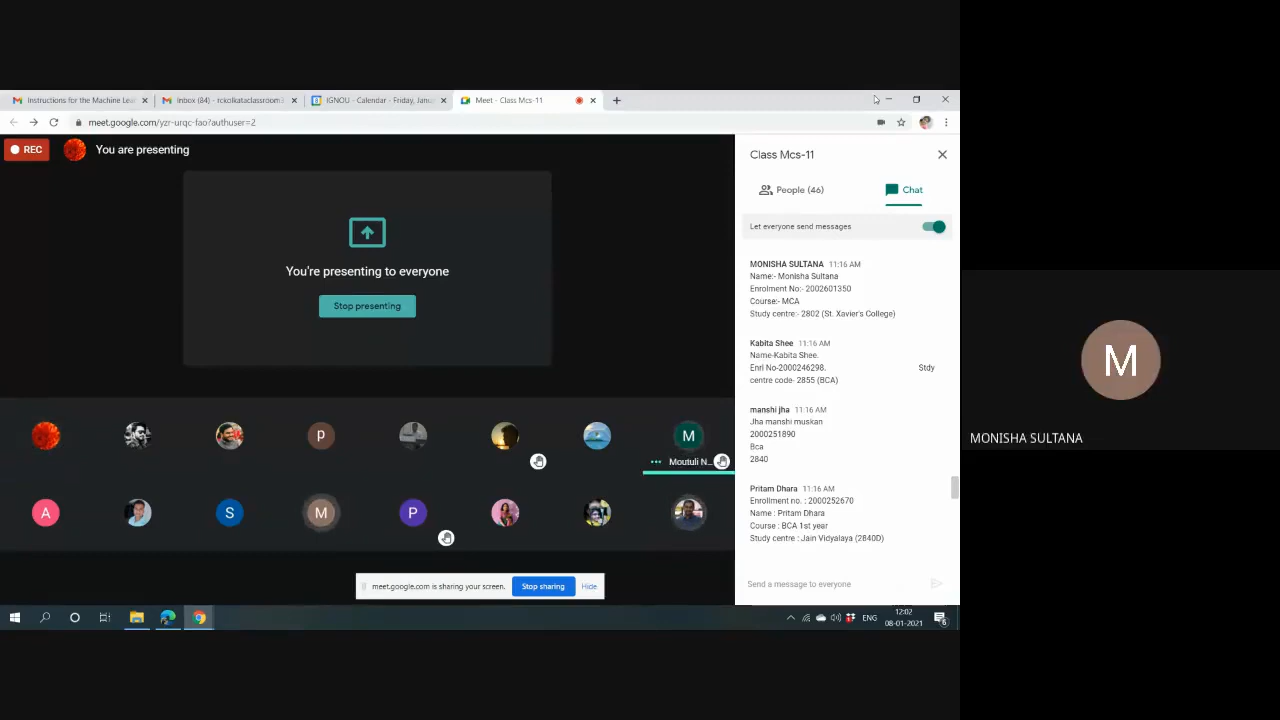 Instructions for the Machine Lea
Inbox (84) - rckolkataclassroom3
IGNOU - Calendar - Friday, Janu
Meet - Class Mcs-11
meet.google.com/yzr-urqc-fao?authuser=2
REC
You are presenting
You're presenting to everyone
Stop presenting
p
M
Moutuli N...
A
S
M
P
meet.google.com is sharing your screen.
Stop sharing
Hide
Class Mcs-11
People (46)
Chat
Let everyone send messages
MONISHA SULTANA 11:16 AM
Name:- Monisha Sultana
Enrolment No:- 2002601350
Course:- MCA
Study centre:- 2802 (St. Xavier's College)
Kabita Shee 11:16 AM
Name-Kabita Shee.
Enrl No-2000246298. Stdy
centre code- 2855 (BCA)
manshi jha 11:16 AM
Jha manshi muskan
2000251890
Bca
2840
Pritam Dhara 11:16 AM
Enrollment no. : 2000252670
Name : Pritam Dhara
Course : BCA 1st year
Study centre : Jain Vidyalaya (2840D)
Send a message to everyone
ENG
12:02
08-01-2021
M
MONISHA SULTANA